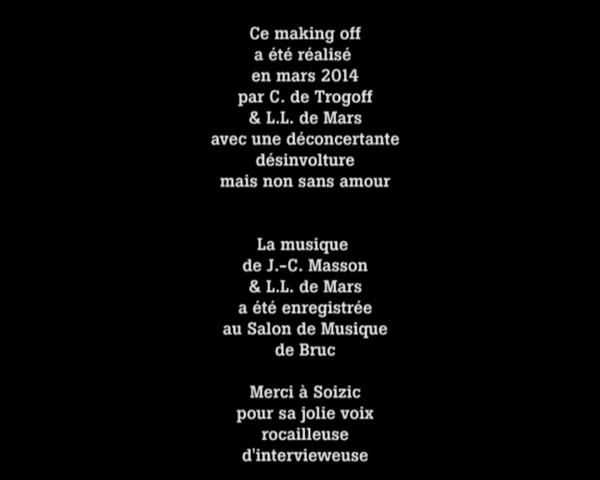 Ce making off
a été réalisé
en mars 2014
par C. de Trogoff
& L.L. de Mars
avec une déconcertante
désinvolture
mais non sans amour
La musique
de J.-C. Masson
& L.L. de Mars
a été enregistrée
au Salon de Musique
de Bruc
Merci à Soizic
pour sa jolie voix
rocailleuse
d'intervieweuse